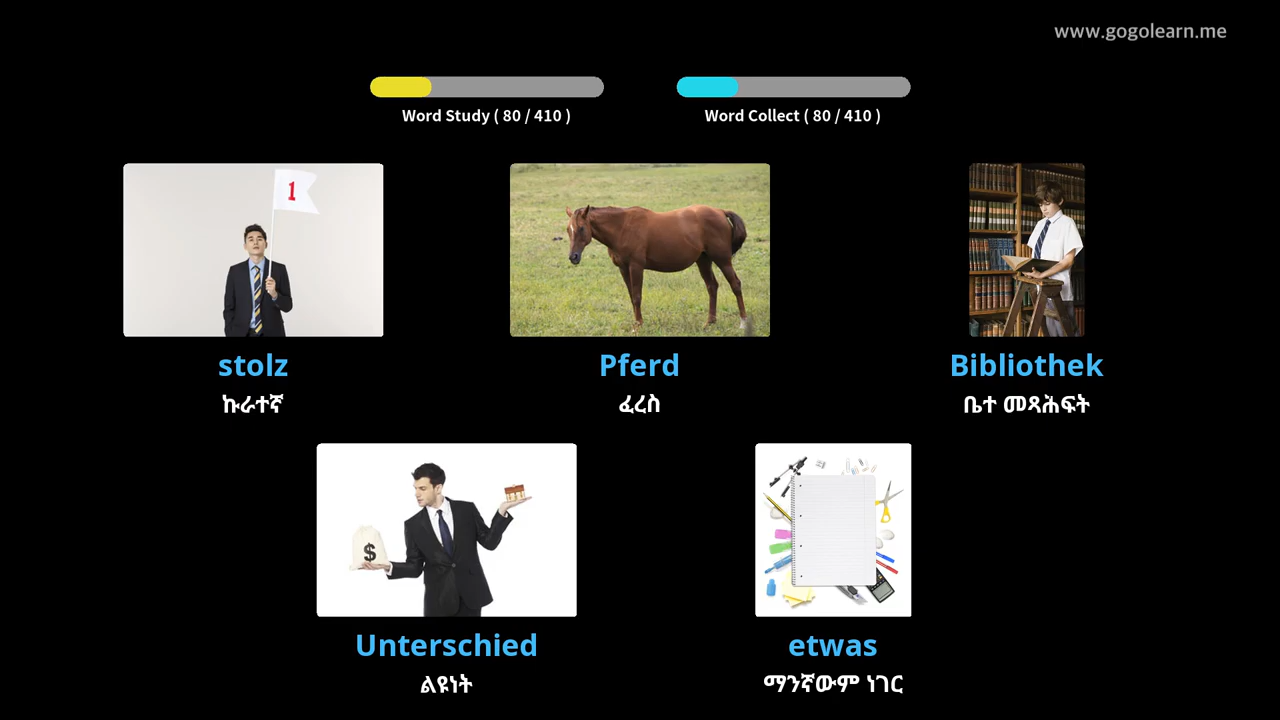 www.gogolearn.me
Word Study ( 80 / 410 )
Word Collect ( 80 / 410 )
1
stolz
ኩራተኛ
Pferd
ፈረስ
Bibliothek
ቤተ መጻሕፍት
$
Unterschied
ልዩነት
etwas
ማንኛውም ነገር